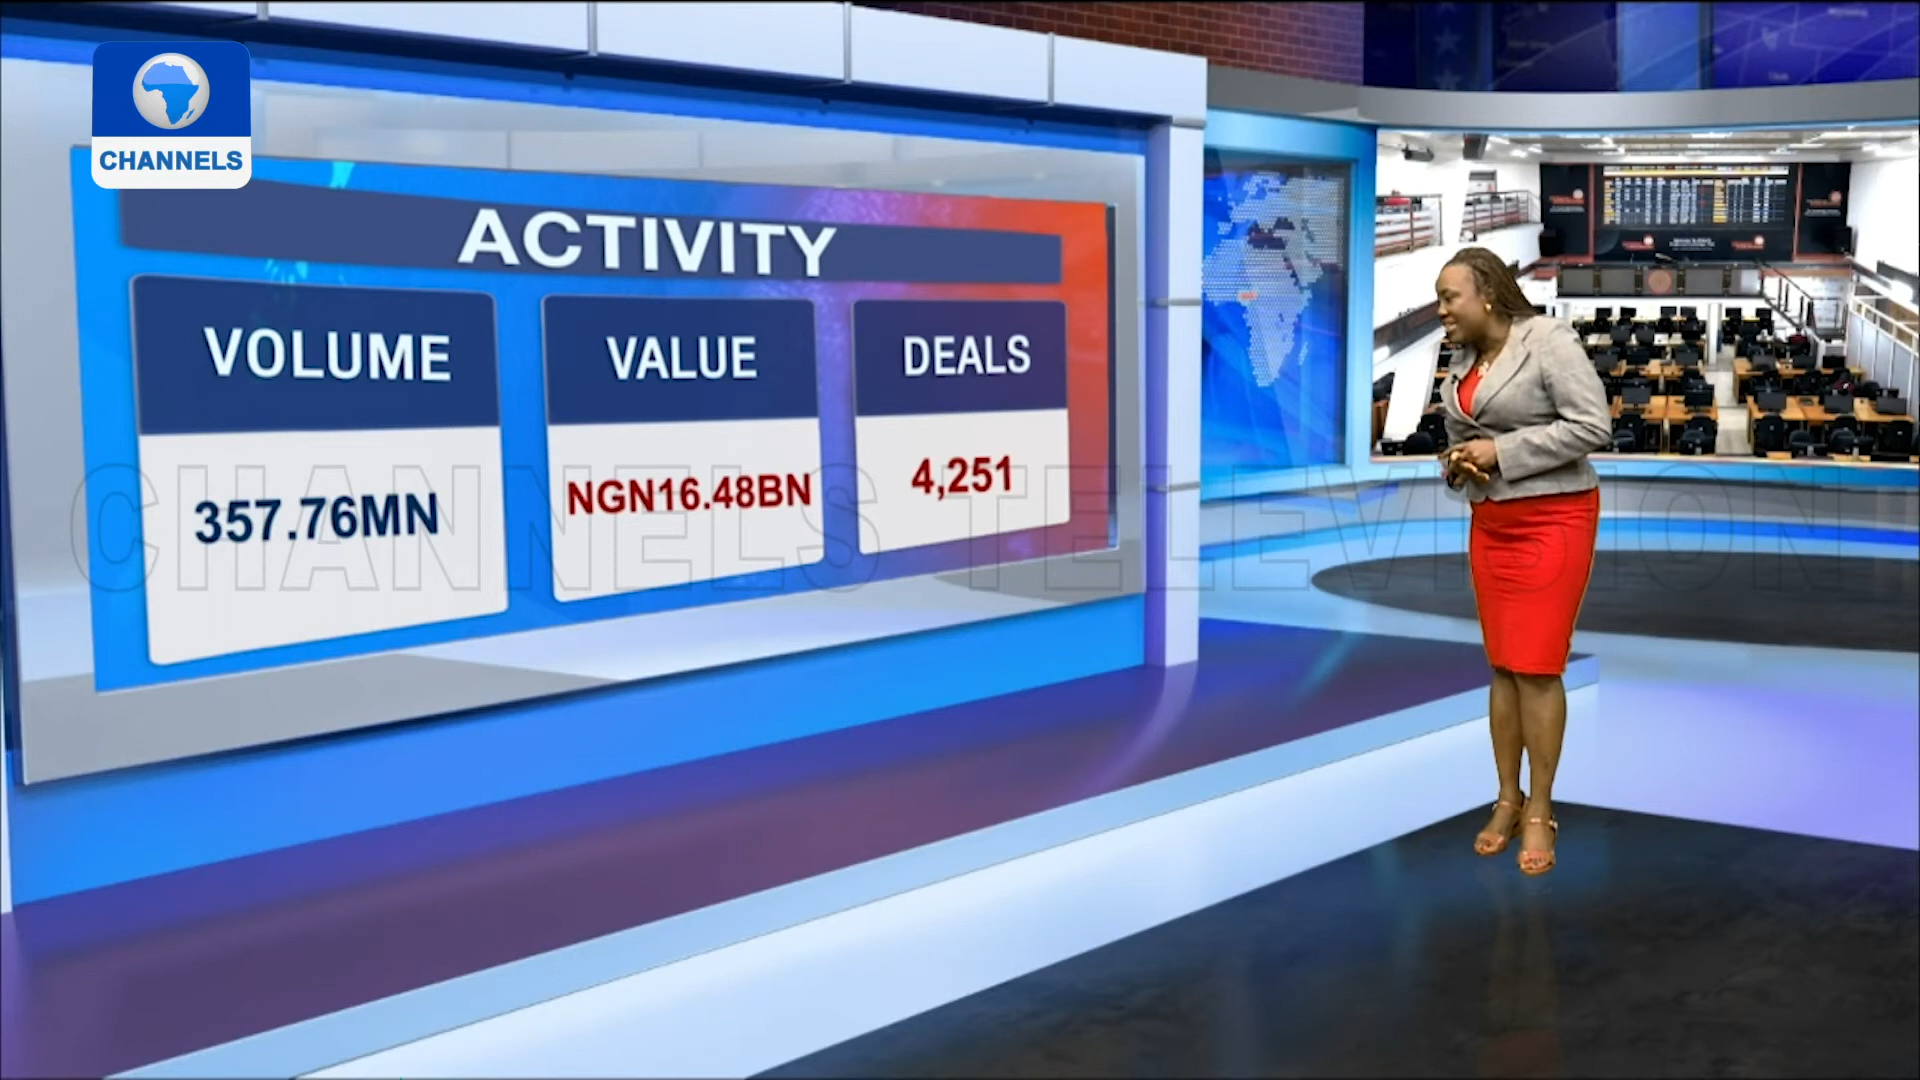 CHANNELS
ACTIVITY
VOLUME
VALUE
DEALS
357.76MN
NGN16.48BN
4,251
CHANNELS TELEVISION